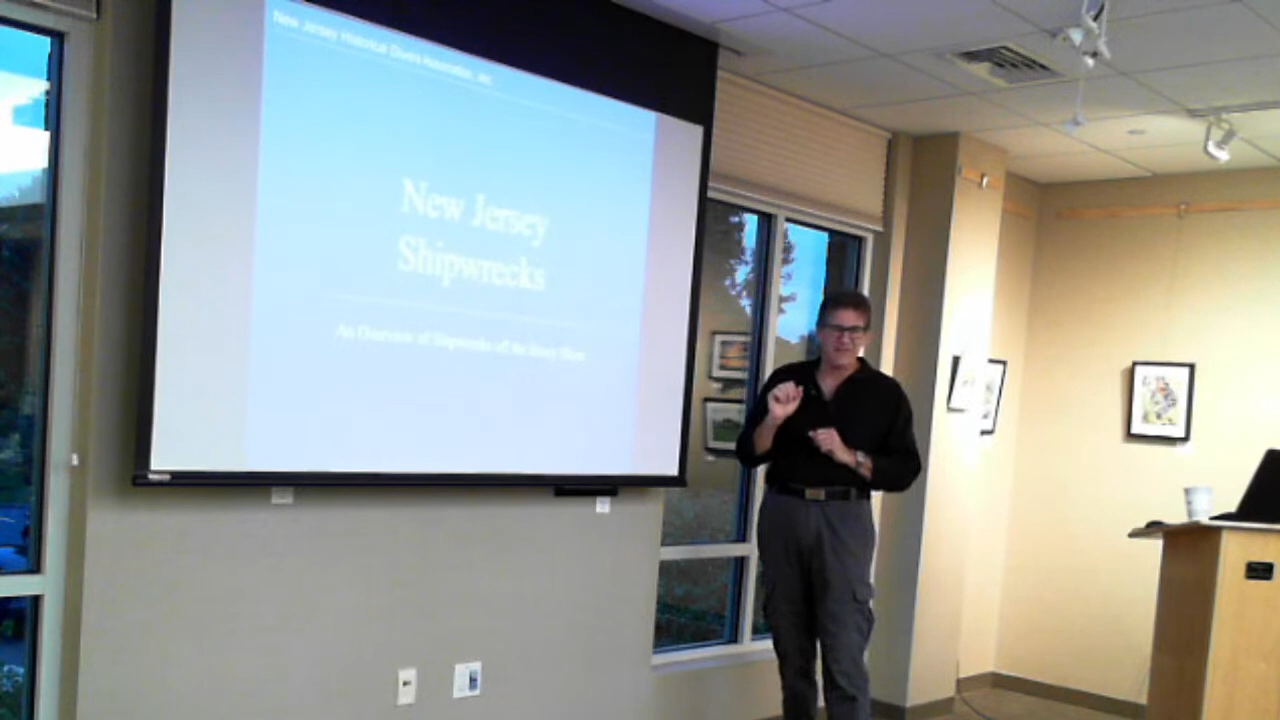 New Jersey Historical Divers Association, Inc.
New Jersey
Shipwrecks
An Overview of Shipwrecks off the Jersey Shore